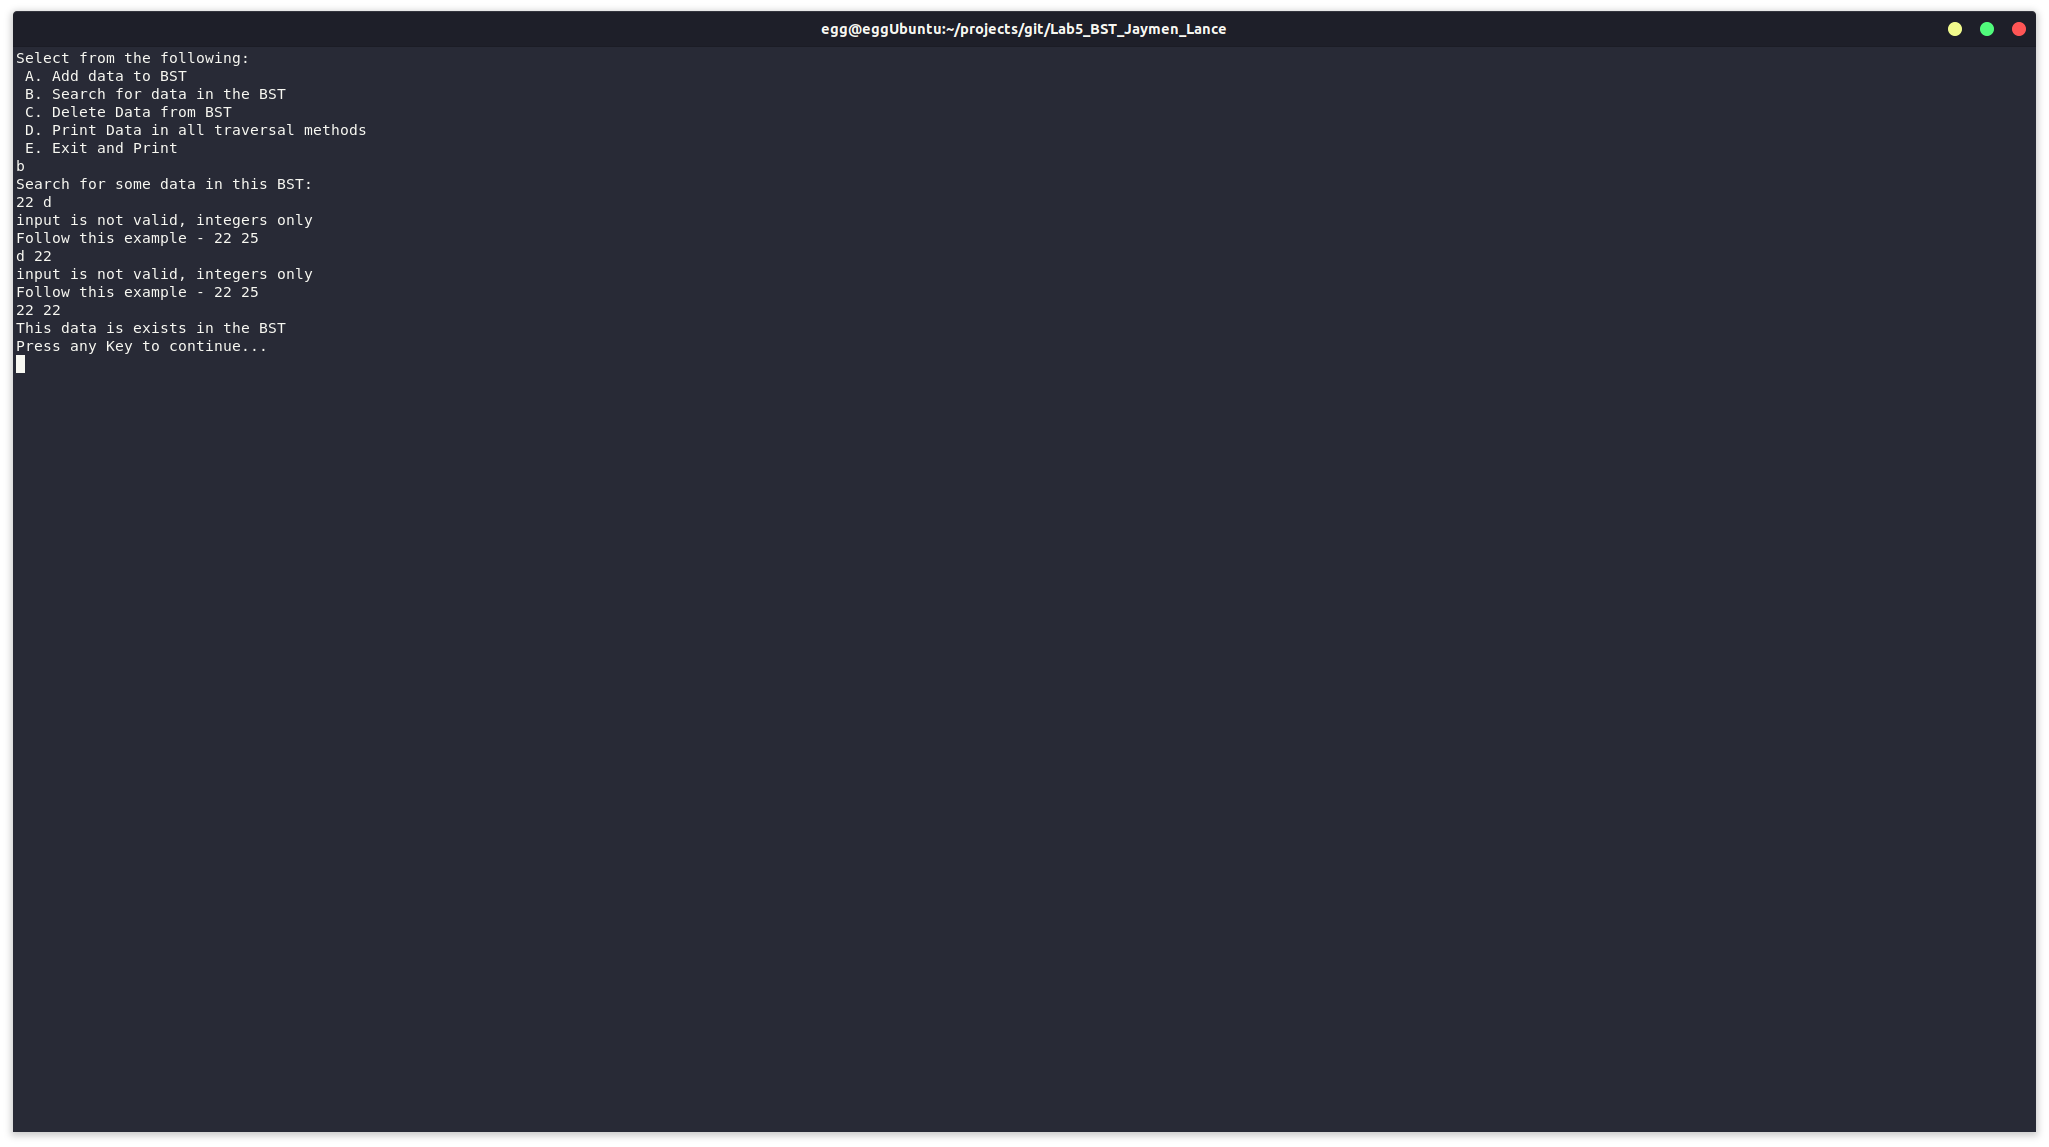 egg@eggUbuntu:~/projects/git/Lab5_BST_Jaymen_Lance
Select from the following:
 A. Add data to BST
 B. Search for data in the BST
 C. Delete Data from BST
 D. Print Data in all traversal methods
 E. Exit and Print
b
Search for some data in this BST:
22 d
input is not valid, integers only
Follow this example - 22 25
d 22
input is not valid, integers only
Follow this example - 22 25
22 22
This data is exists in the BST
Press any Key to continue...